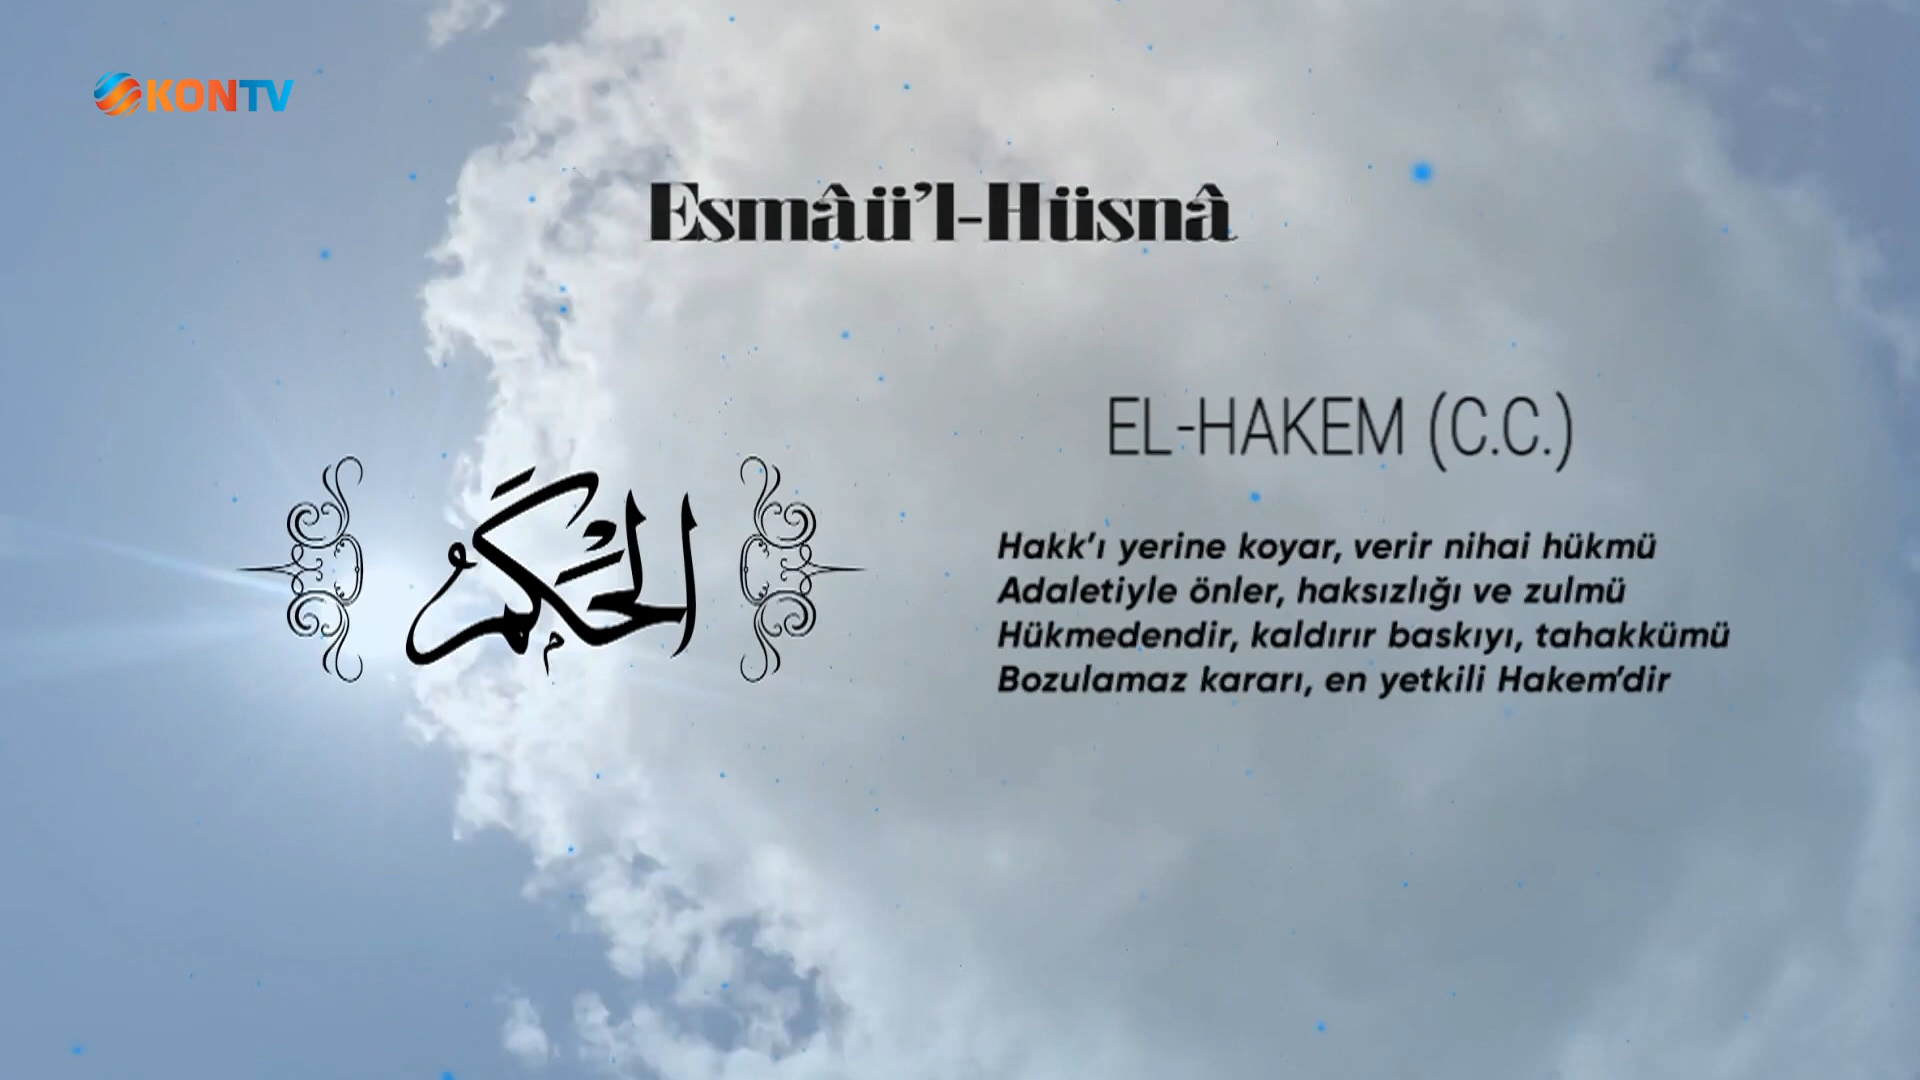 KONTV
Esmâü'l-Hüsnâ
EL-HAKEM (C.C.)
الْحَكَمُ
Hakk'ı yerine koyar, verir nihai hükmü
Adaletiyle önler, haksızlığı ve zulmü
Hükmedendir, kaldırır baskıyı, tahakkümü
Bozulamaz kararı, en yetkili Hakem'dir